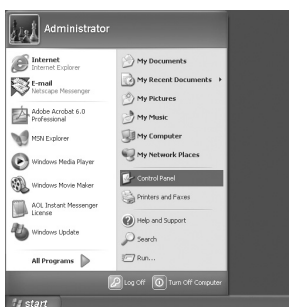 Administrator
Internet
Internet Explorer
E-mail
Netscape Messenger
Adobe Acrobat 6.0
Professional
MSN Explorer
Windows Media Player
Windows Movie Maker
AOL Instant Messenger
License
Windows Update
All Programs
My Documents
My Recent Documents
My Pictures
My Music
My Computer
My Network Places
Control Panel
Printers and Faxes
Help and Support
Search
Run...
Log Off
Turn Off Computer
start